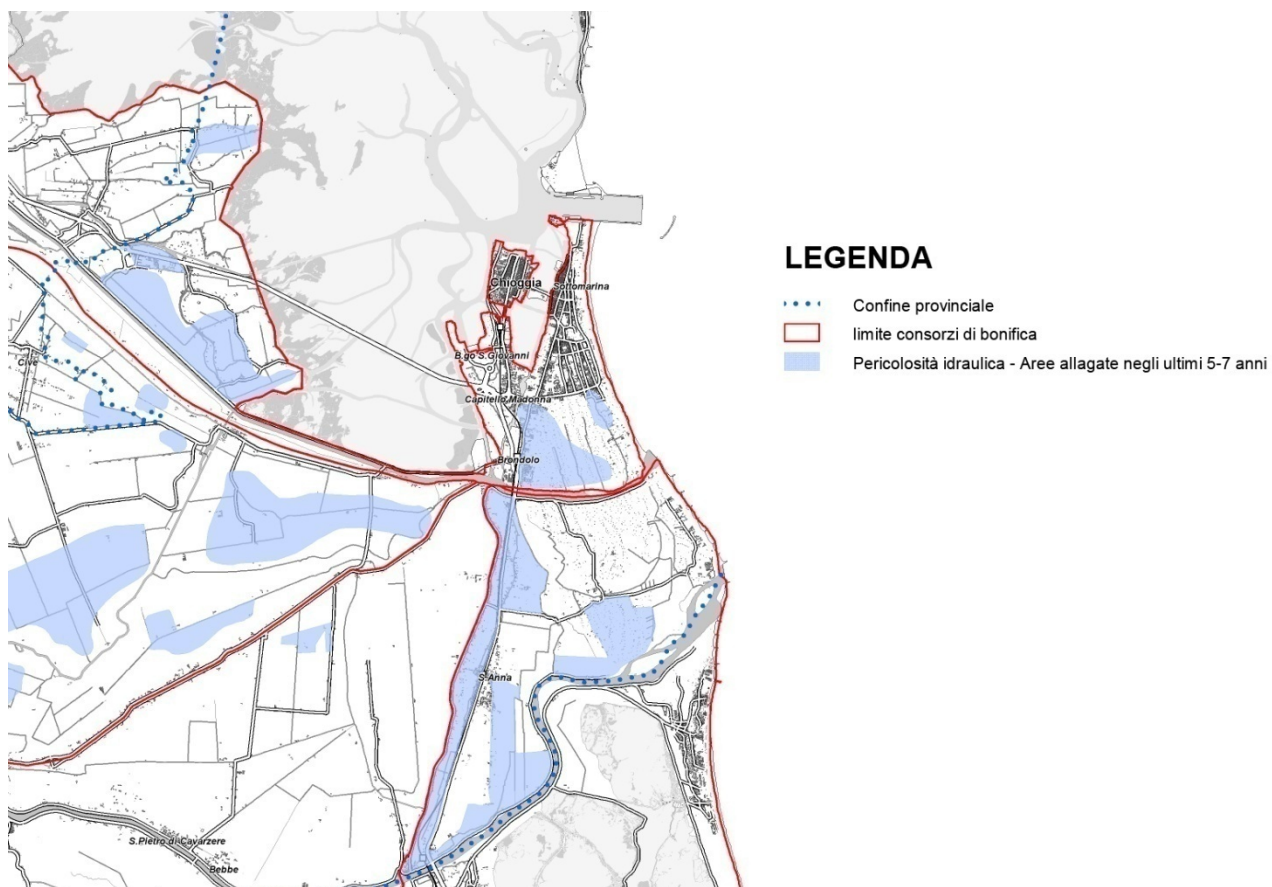 Chioggia
Sottomarina
B.go S.Giovanni
Capitello Madonna
Cive
Brondolo
S.Anna
S.Pietro di Cavarzere
Bebbe
LEGENDA
Confine provinciale
limite consorzi di bonifica
Pericolosità idraulica - Aree allagate negli ultimi 5-7 anni